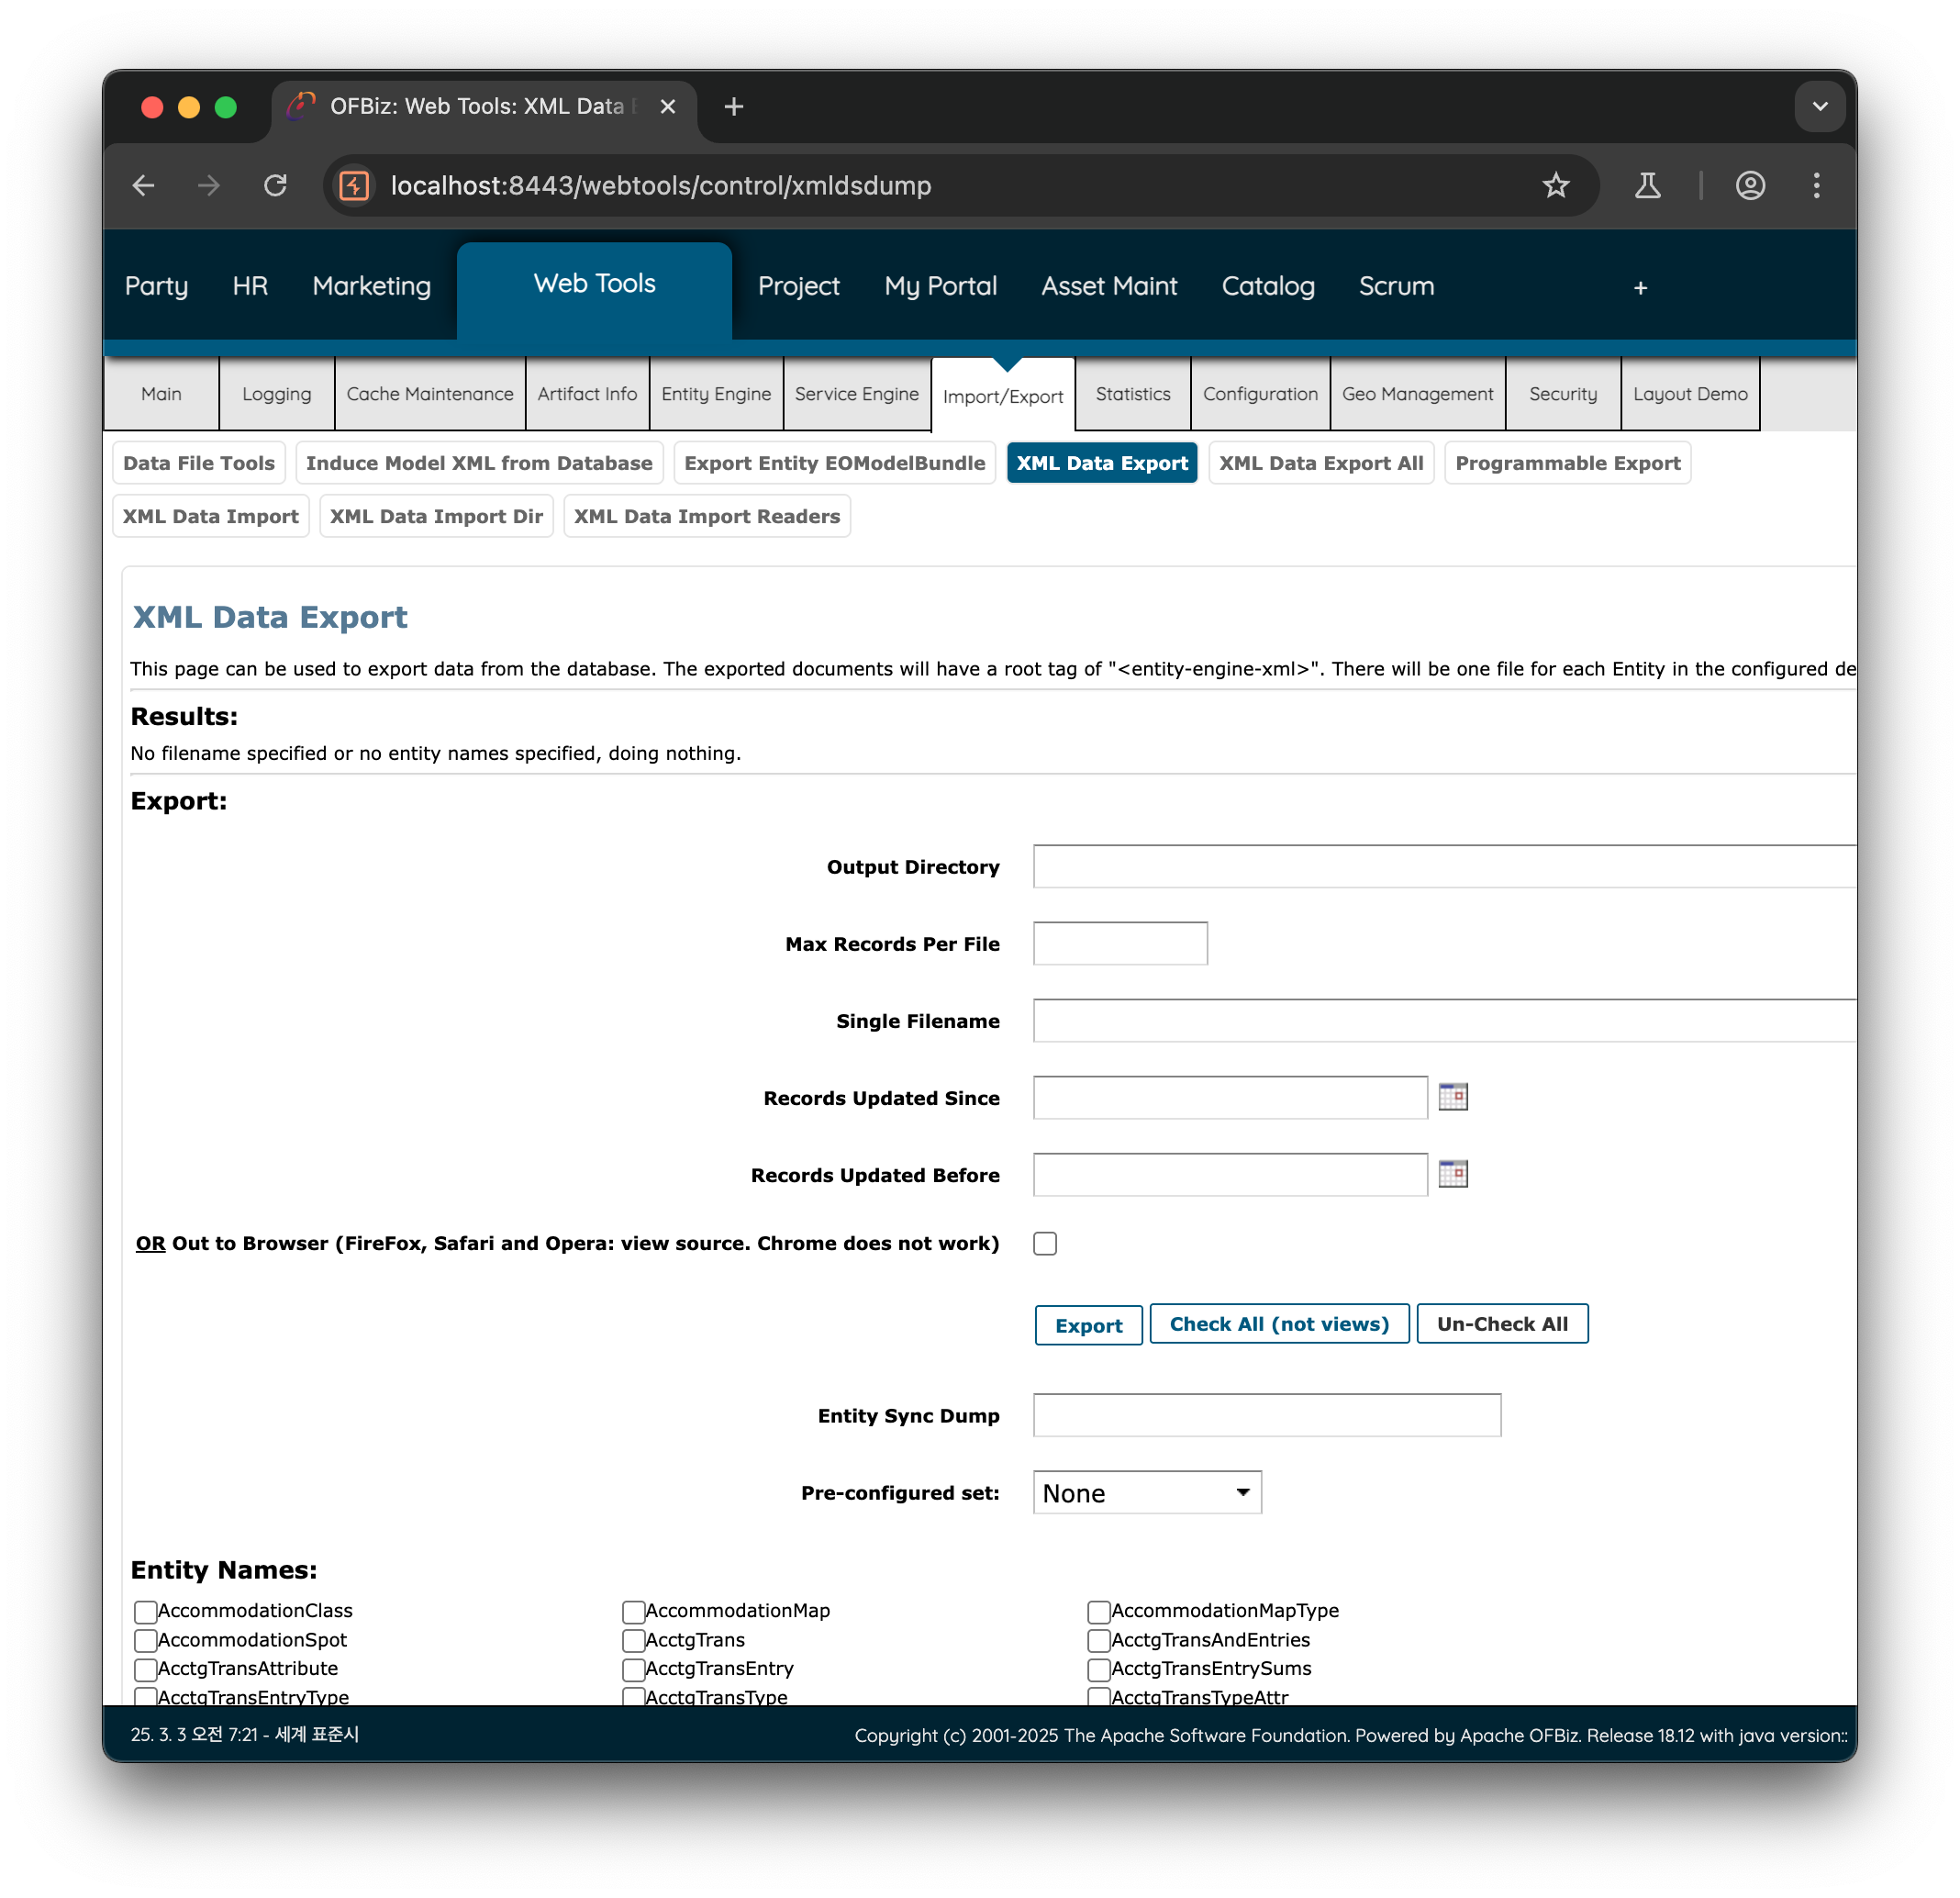 OFBiz: Web Tools: XML Data E
localhost:8443/webtools/control/xmldsdump
Party HR Marketing Web Tools Project My Portal Asset Maint Catalog Scrum +
Main Logging Cache Maintenance Artifact Info Entity Engine Service Engine Import/Export Statistics Configuration Geo Management Security Layout Demo
Data File Tools Induce Model XML from Database Export Entity EOModelBundle XML Data Export XML Data Export All Programmable Export
XML Data Import XML Data Import Dir XML Data Import Readers
XML Data Export
This page can be used to export data from the database. The exported documents will have a root tag of "<entity-engine-xml>". There will be one file for each Entity in the configured de
Results:
No filename specified or no entity names specified, doing nothing.
Export:
Output Directory
Max Records Per File
Single Filename
Records Updated Since
Records Updated Before
OR Out to Browser (FireFox, Safari and Opera: view source. Chrome does not work)
Export Check All (not views) Un-Check All
Entity Sync Dump
Pre-configured set: None
Entity Names:
AccommodationClass AccommodationMap AccommodationMapType
AccommodationSpot AcctgTrans AcctgTransAndEntries
AcctgTransAttribute AcctgTransEntry AcctgTransEntrySums
AcctgTransEntryType AcctgTransType AcctgTransTypeAttr
25. 3. 3 오전 7:21 - 세계 표준시 Copyright (c) 2001-2025 The Apache Software Foundation. Powered by Apache OFBiz. Release 18.12 with java version::